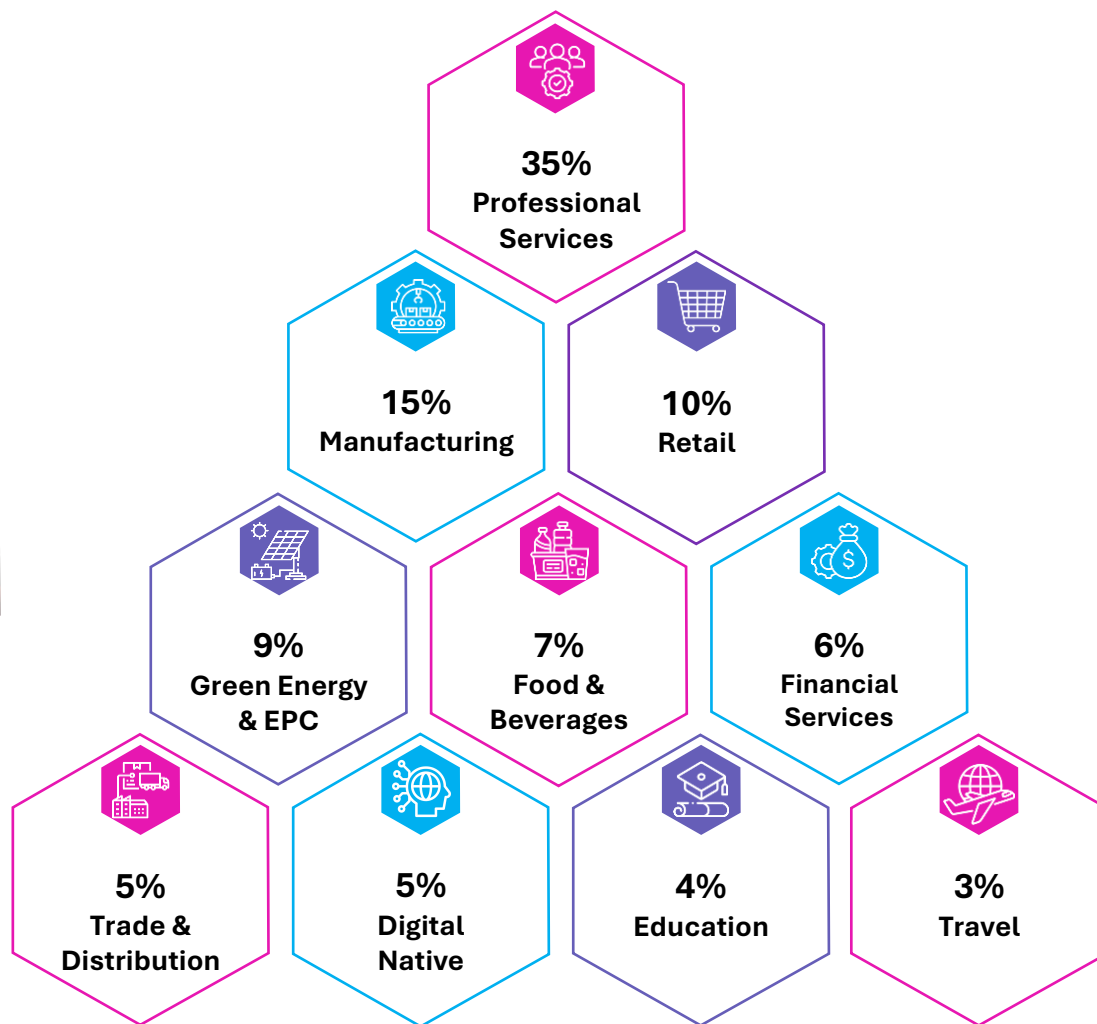 35%
Professional
Services
15%
Manufacturing
10%
Retail
9%
Green Energy
& EPC
7%
Food &
Beverages
6%
Financial
Services
5%
Trade &
Distribution
5%
Digital
Native
4%
Education
3%
Travel